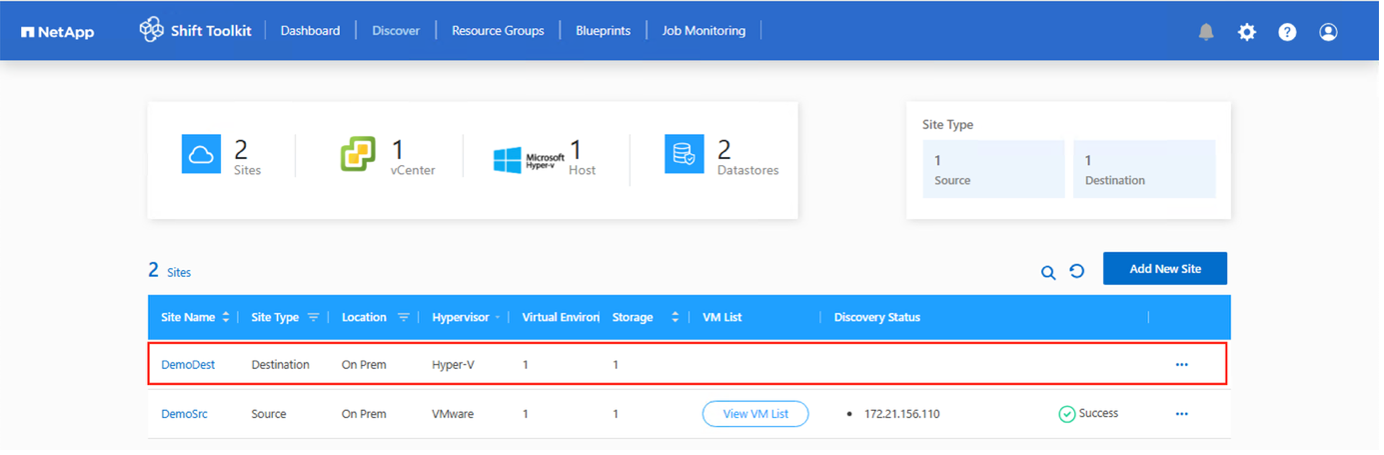 NetApp Shift Toolkit Dashboard Discover Resource Groups Blueprints Job Monitoring ?
2 Sites 1 vCenter Microsoft Hyper-v 1 Host 2 Datastores
Site Type
1 Source 1 Destination
2 Sites Add New Site
Site Name Site Type Location Hypervisor Virtual Environ Storage VM List Discovery Status
DemoDest Destination On Prem Hyper-V 1 1 ...
DemoSrc Source On Prem VMware 1 1 View VM List • 172.21.156.110 Success ...